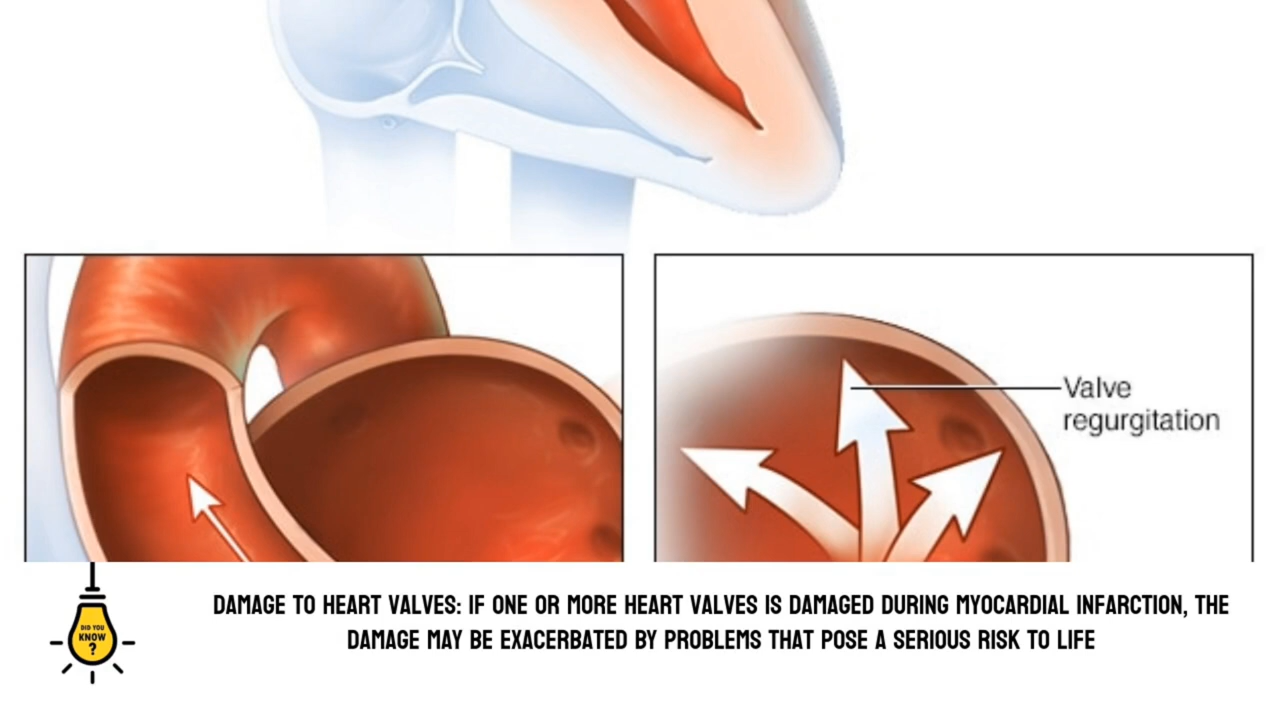 Valve
regurgitation
DID YOU
KNOW
?
DAMAGE TO HEART VALVES: IF ONE OR MORE HEART VALVES IS DAMAGED DURING MYOCARDIAL INFARCTION, THE
DAMAGE MAY BE EXACERBATED BY PROBLEMS THAT POSE A SERIOUS RISK TO LIFE